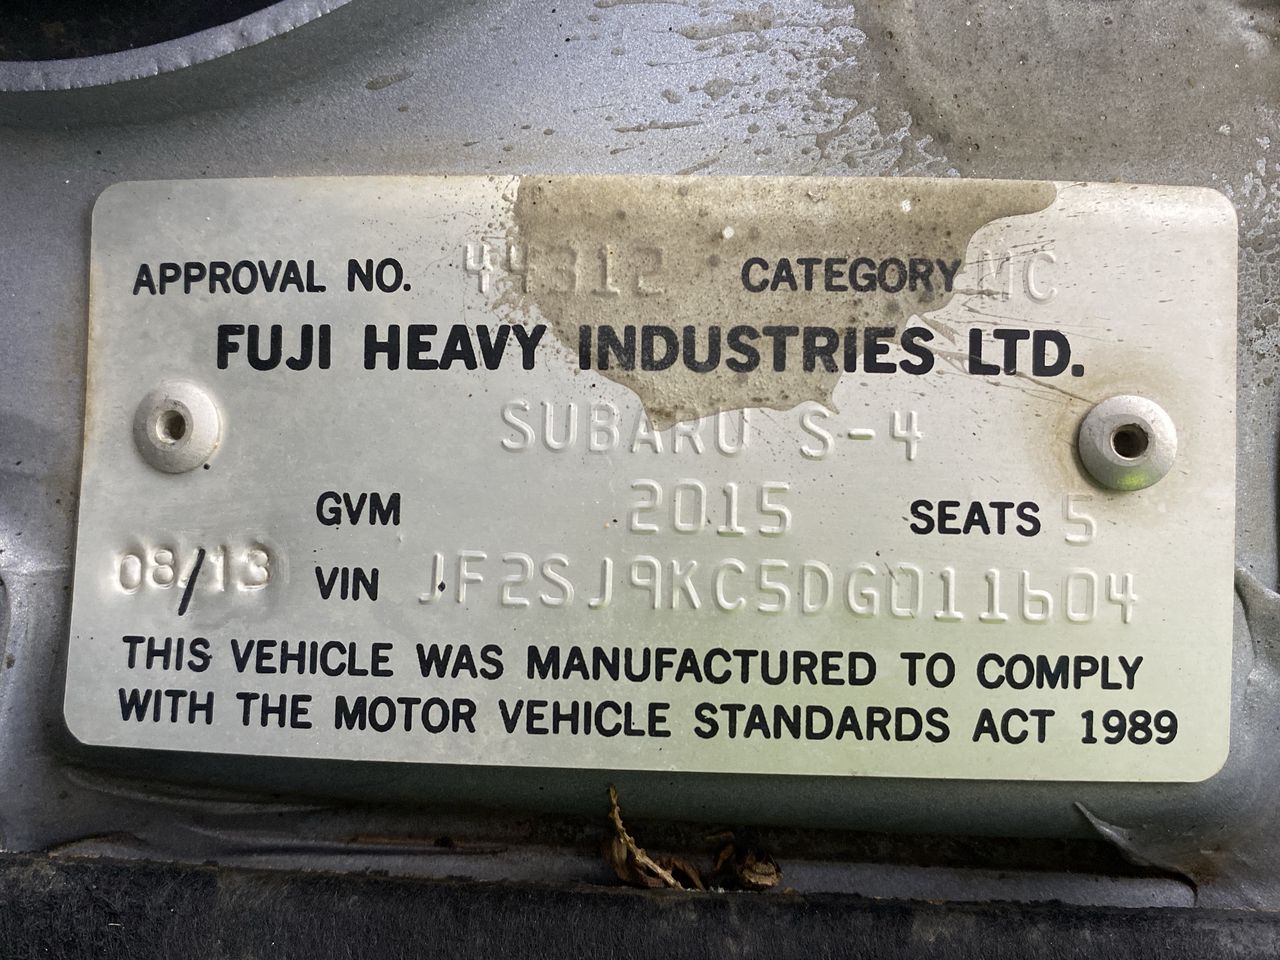 APPROVAL NO. 44312 CATEGORY MC
FUJI HEAVY INDUSTRIES LTD.
SUBARU S-4
GVM 2015 SEATS 5
08/13 VIN JF2SJ9KC5DG011604
THIS VEHICLE WAS MANUFACTURED TO COMPLY
WITH THE MOTOR VEHICLE STANDARDS ACT 1989